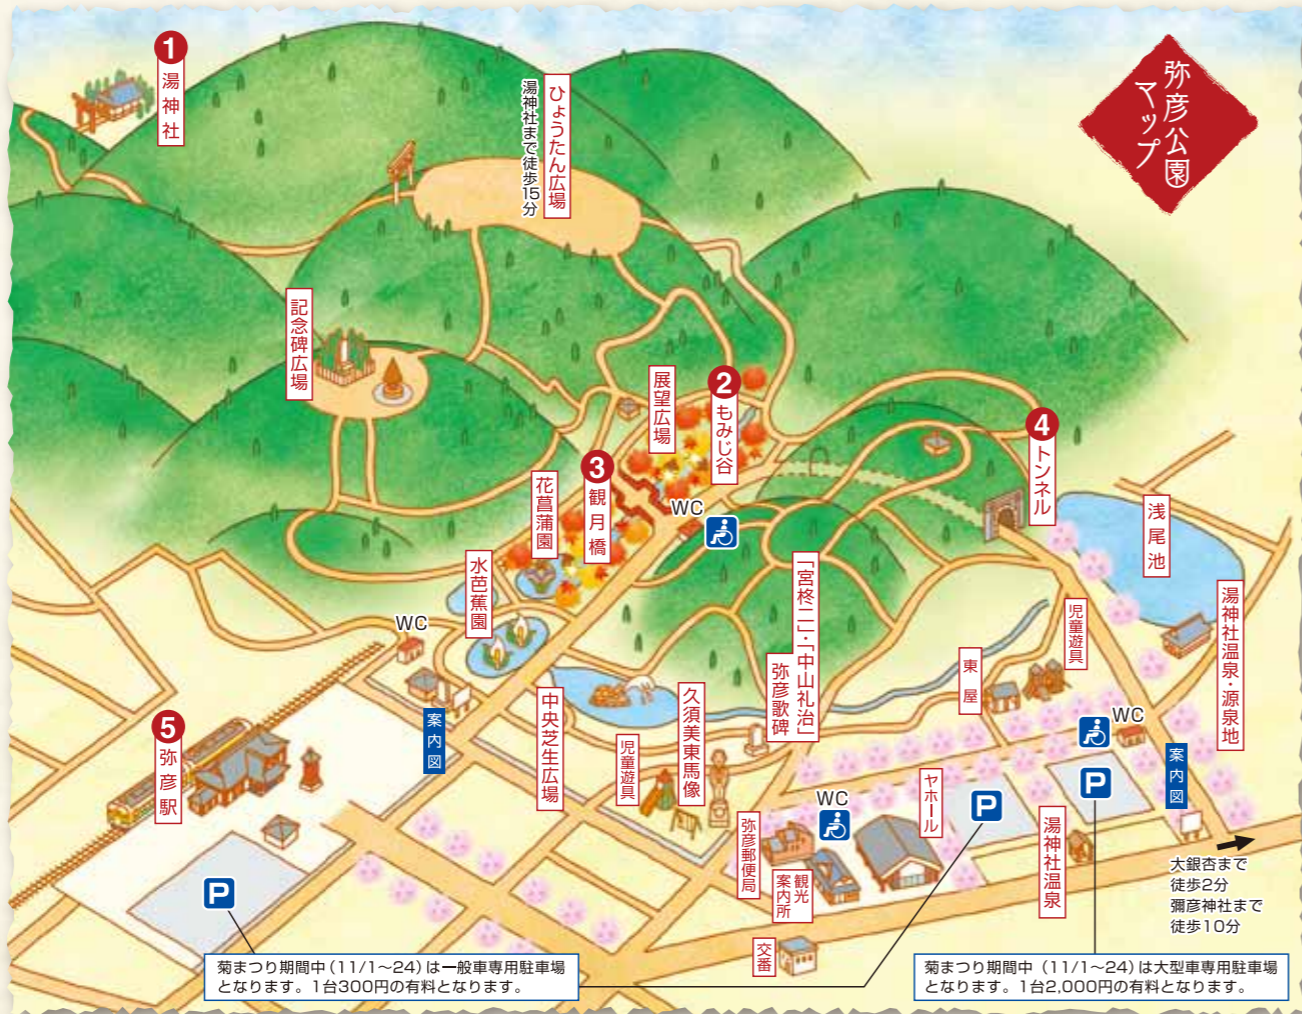 弥彦公園
マップ
1
湯神社
ひょうたん広場
湯神社まで徒歩15分
記念碑広場
展望広場
2
もみじ谷
4
トンネル
3
観月橋
WC
花菖蒲園
水芭蕉園
浅尾池
湯神社温泉・源泉地
「宮柊二」・「中山礼治」
弥彦歌碑
児童遊具
東屋
WC
案内図
5
弥彦駅
中央芝生広場
児童遊具
久須美東馬像
WC
案内図
P
P
P
WC
ヤホール
弥彦郵便局
観光
案内所
湯神社温泉
交番
大銀杏まで
徒歩2分
彌彦神社まで
徒歩10分
菊まつり期間中(11/1~24)は一般車専用駐車場
となります。1台300円の有料となります。
菊まつり期間中(11/1~24)は大型車専用駐車場
となります。1台2,000円の有料となります。